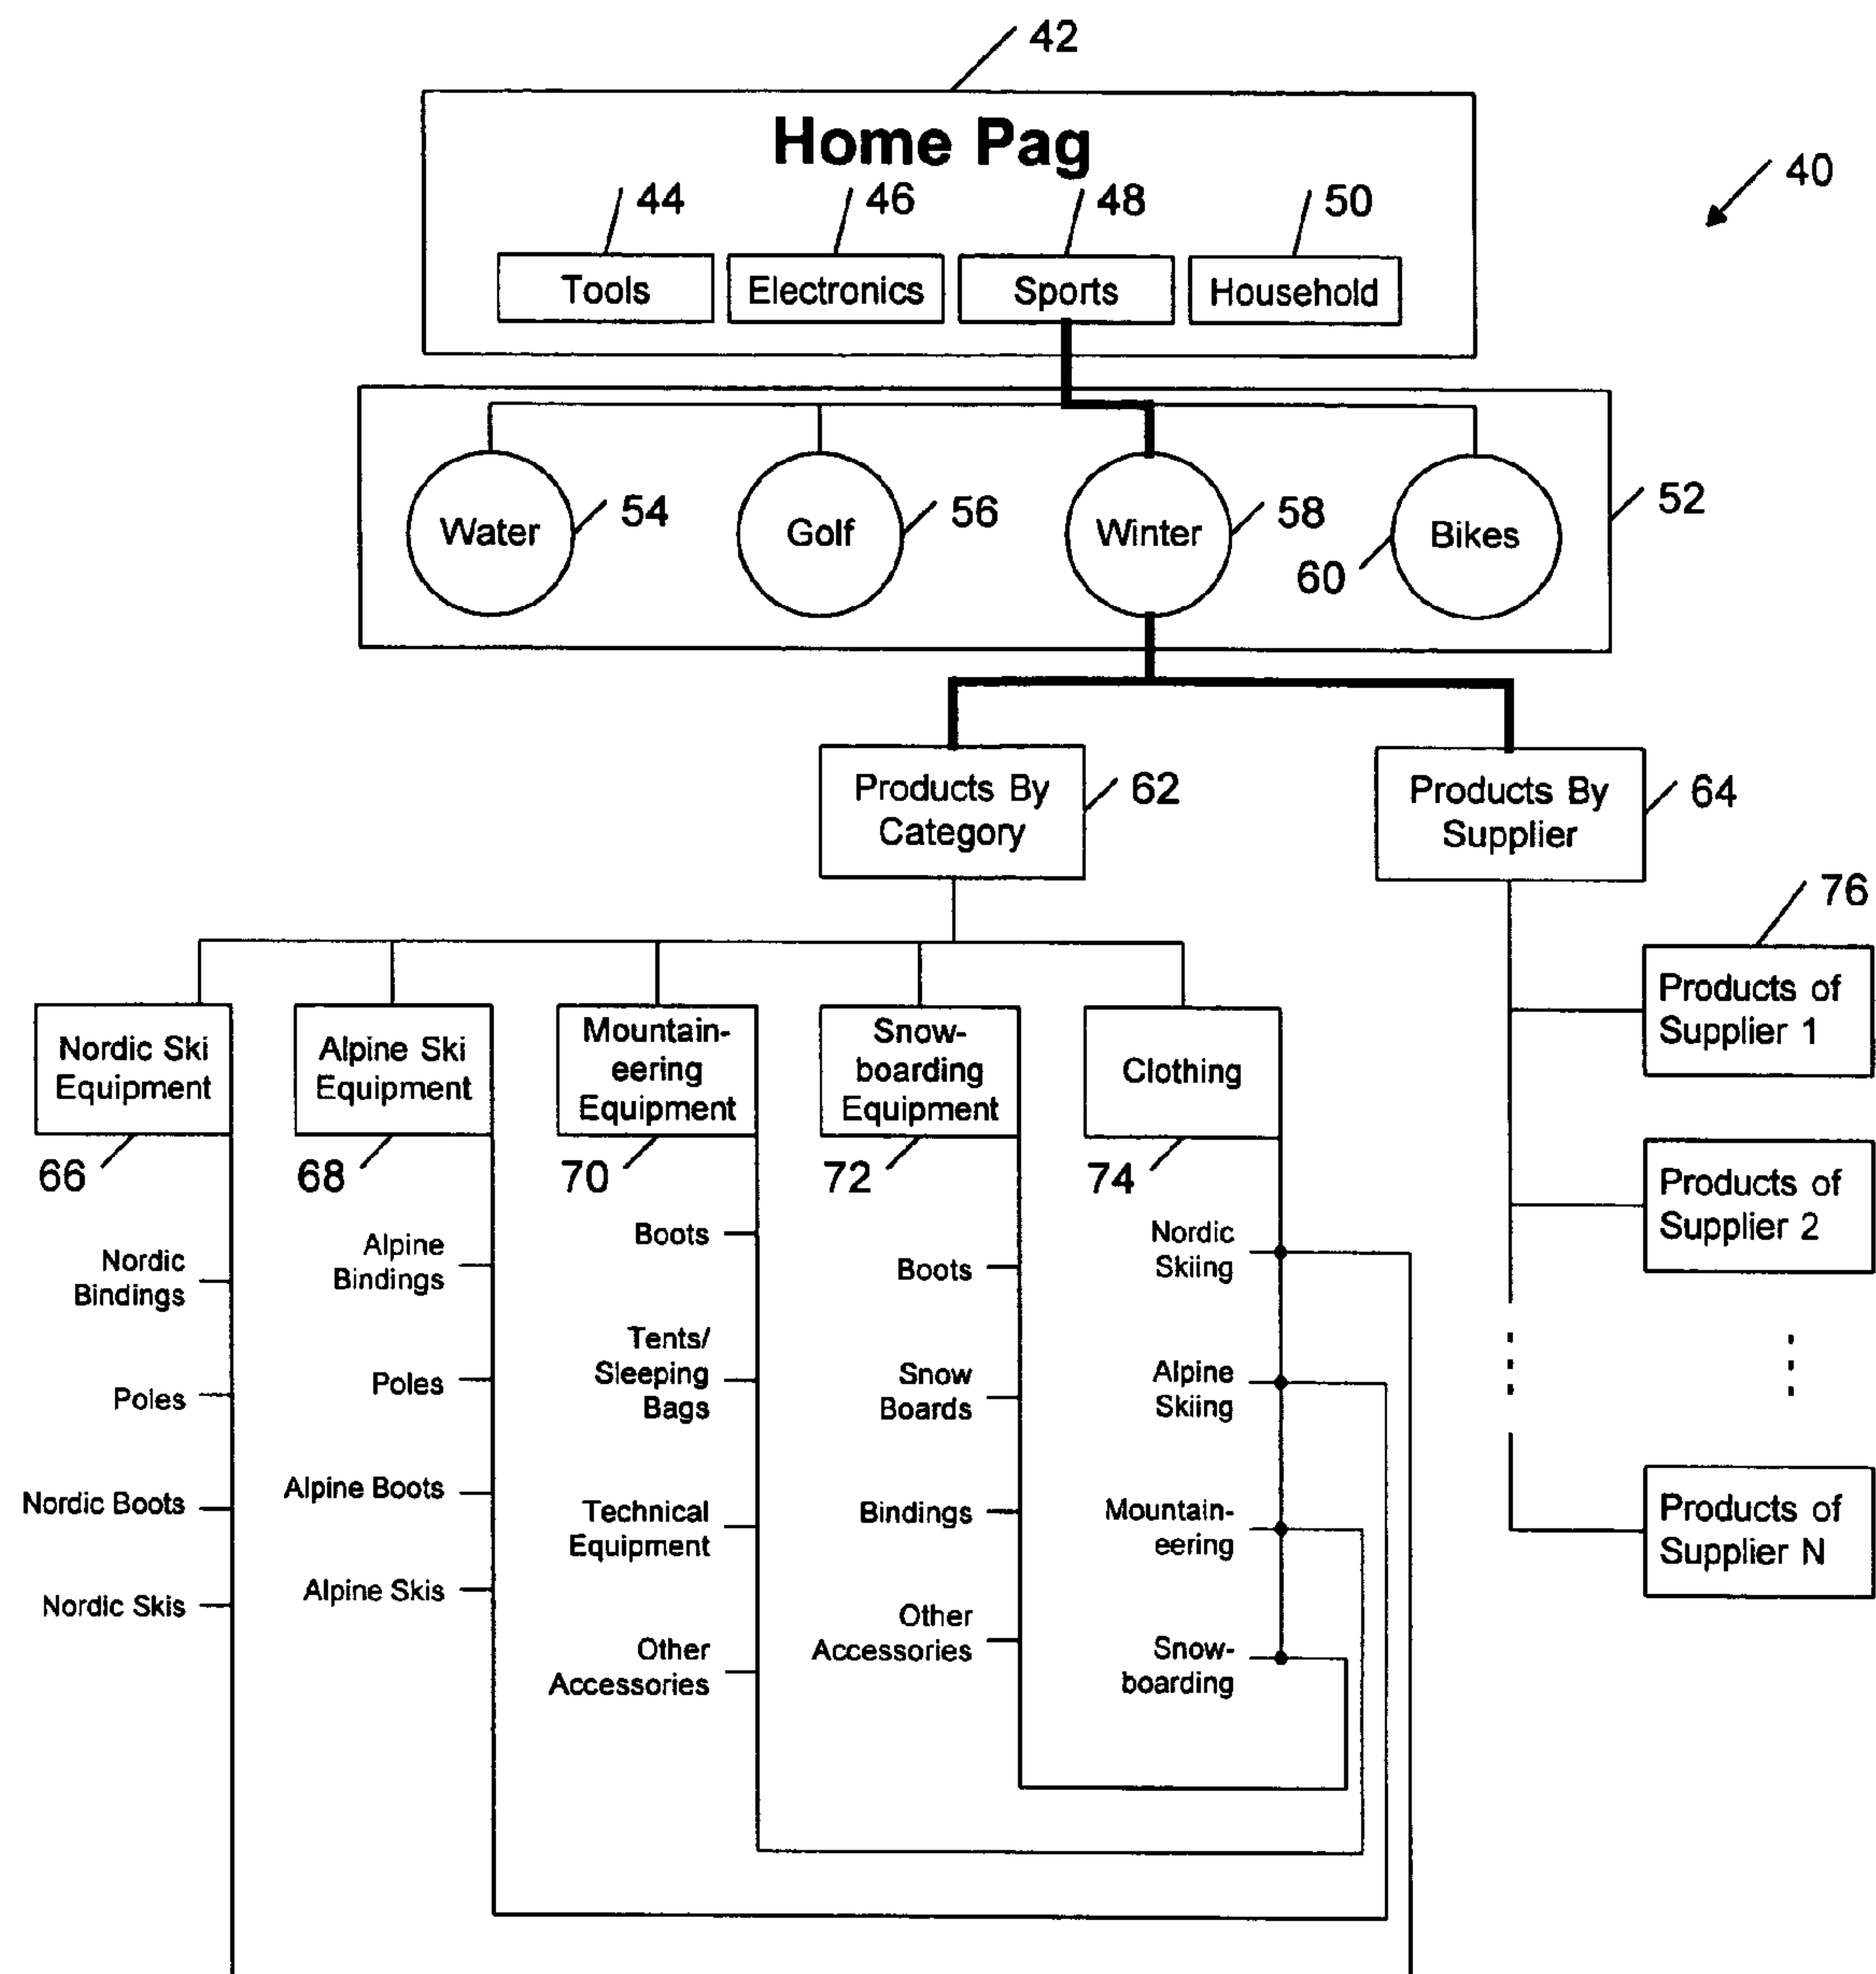 42
Home Pag
40
44
46
48
50
Tools
Electronics
Sports
Household
Water
54
Golf
56
Winter
58
60
Bikes
52
Products By
Category
62
Products By
Supplier
64
76
Nordic Ski
Equipment
66
Alpine Ski
Equipment
68
Mountain-
eering
Equipment
70
Snow-
boarding
Equipment
72
Clothing
74
Products of
Supplier 1
Products of
Supplier 2
Products of
Supplier N
Nordic
Bindings
Poles
Nordic Boots
Nordic Skis
Alpine
Bindings
Poles
Alpine Boots
Alpine Skis
Boots
Tents/
Sleeping
Bags
Technical
Equipment
Other
Accessories
Boots
Snow
Boards
Bindings
Other
Accessories
Nordic
Skiing
Alpine
Skiing
Mountain-
eering
Snow-
boarding